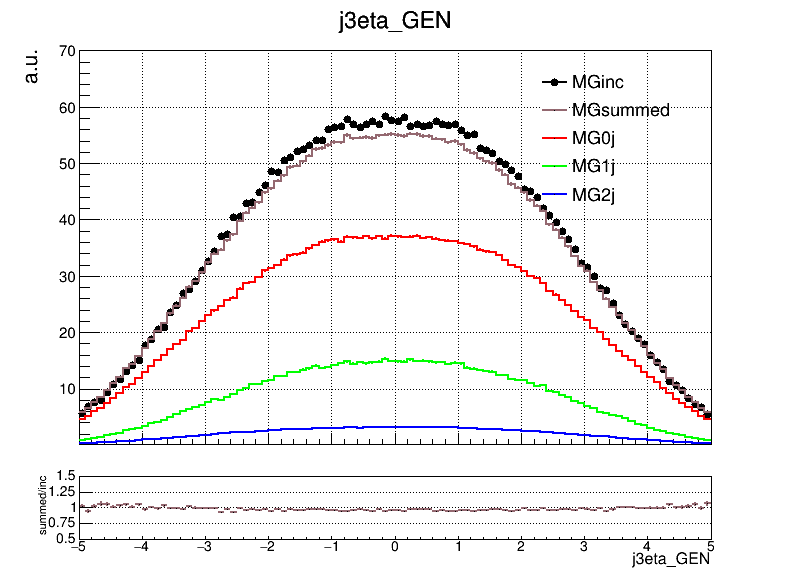 j3eta_GEN
a.u.
70
60
50
40
30
20
10
MGinc
MGsummed
MG0j
MG1j
MG2j
summed/inc
1.5
1.25
1
0.75
0.5
−5 −4 −3 −2 −1 0 1 2 3 4 5
j3eta_GEN